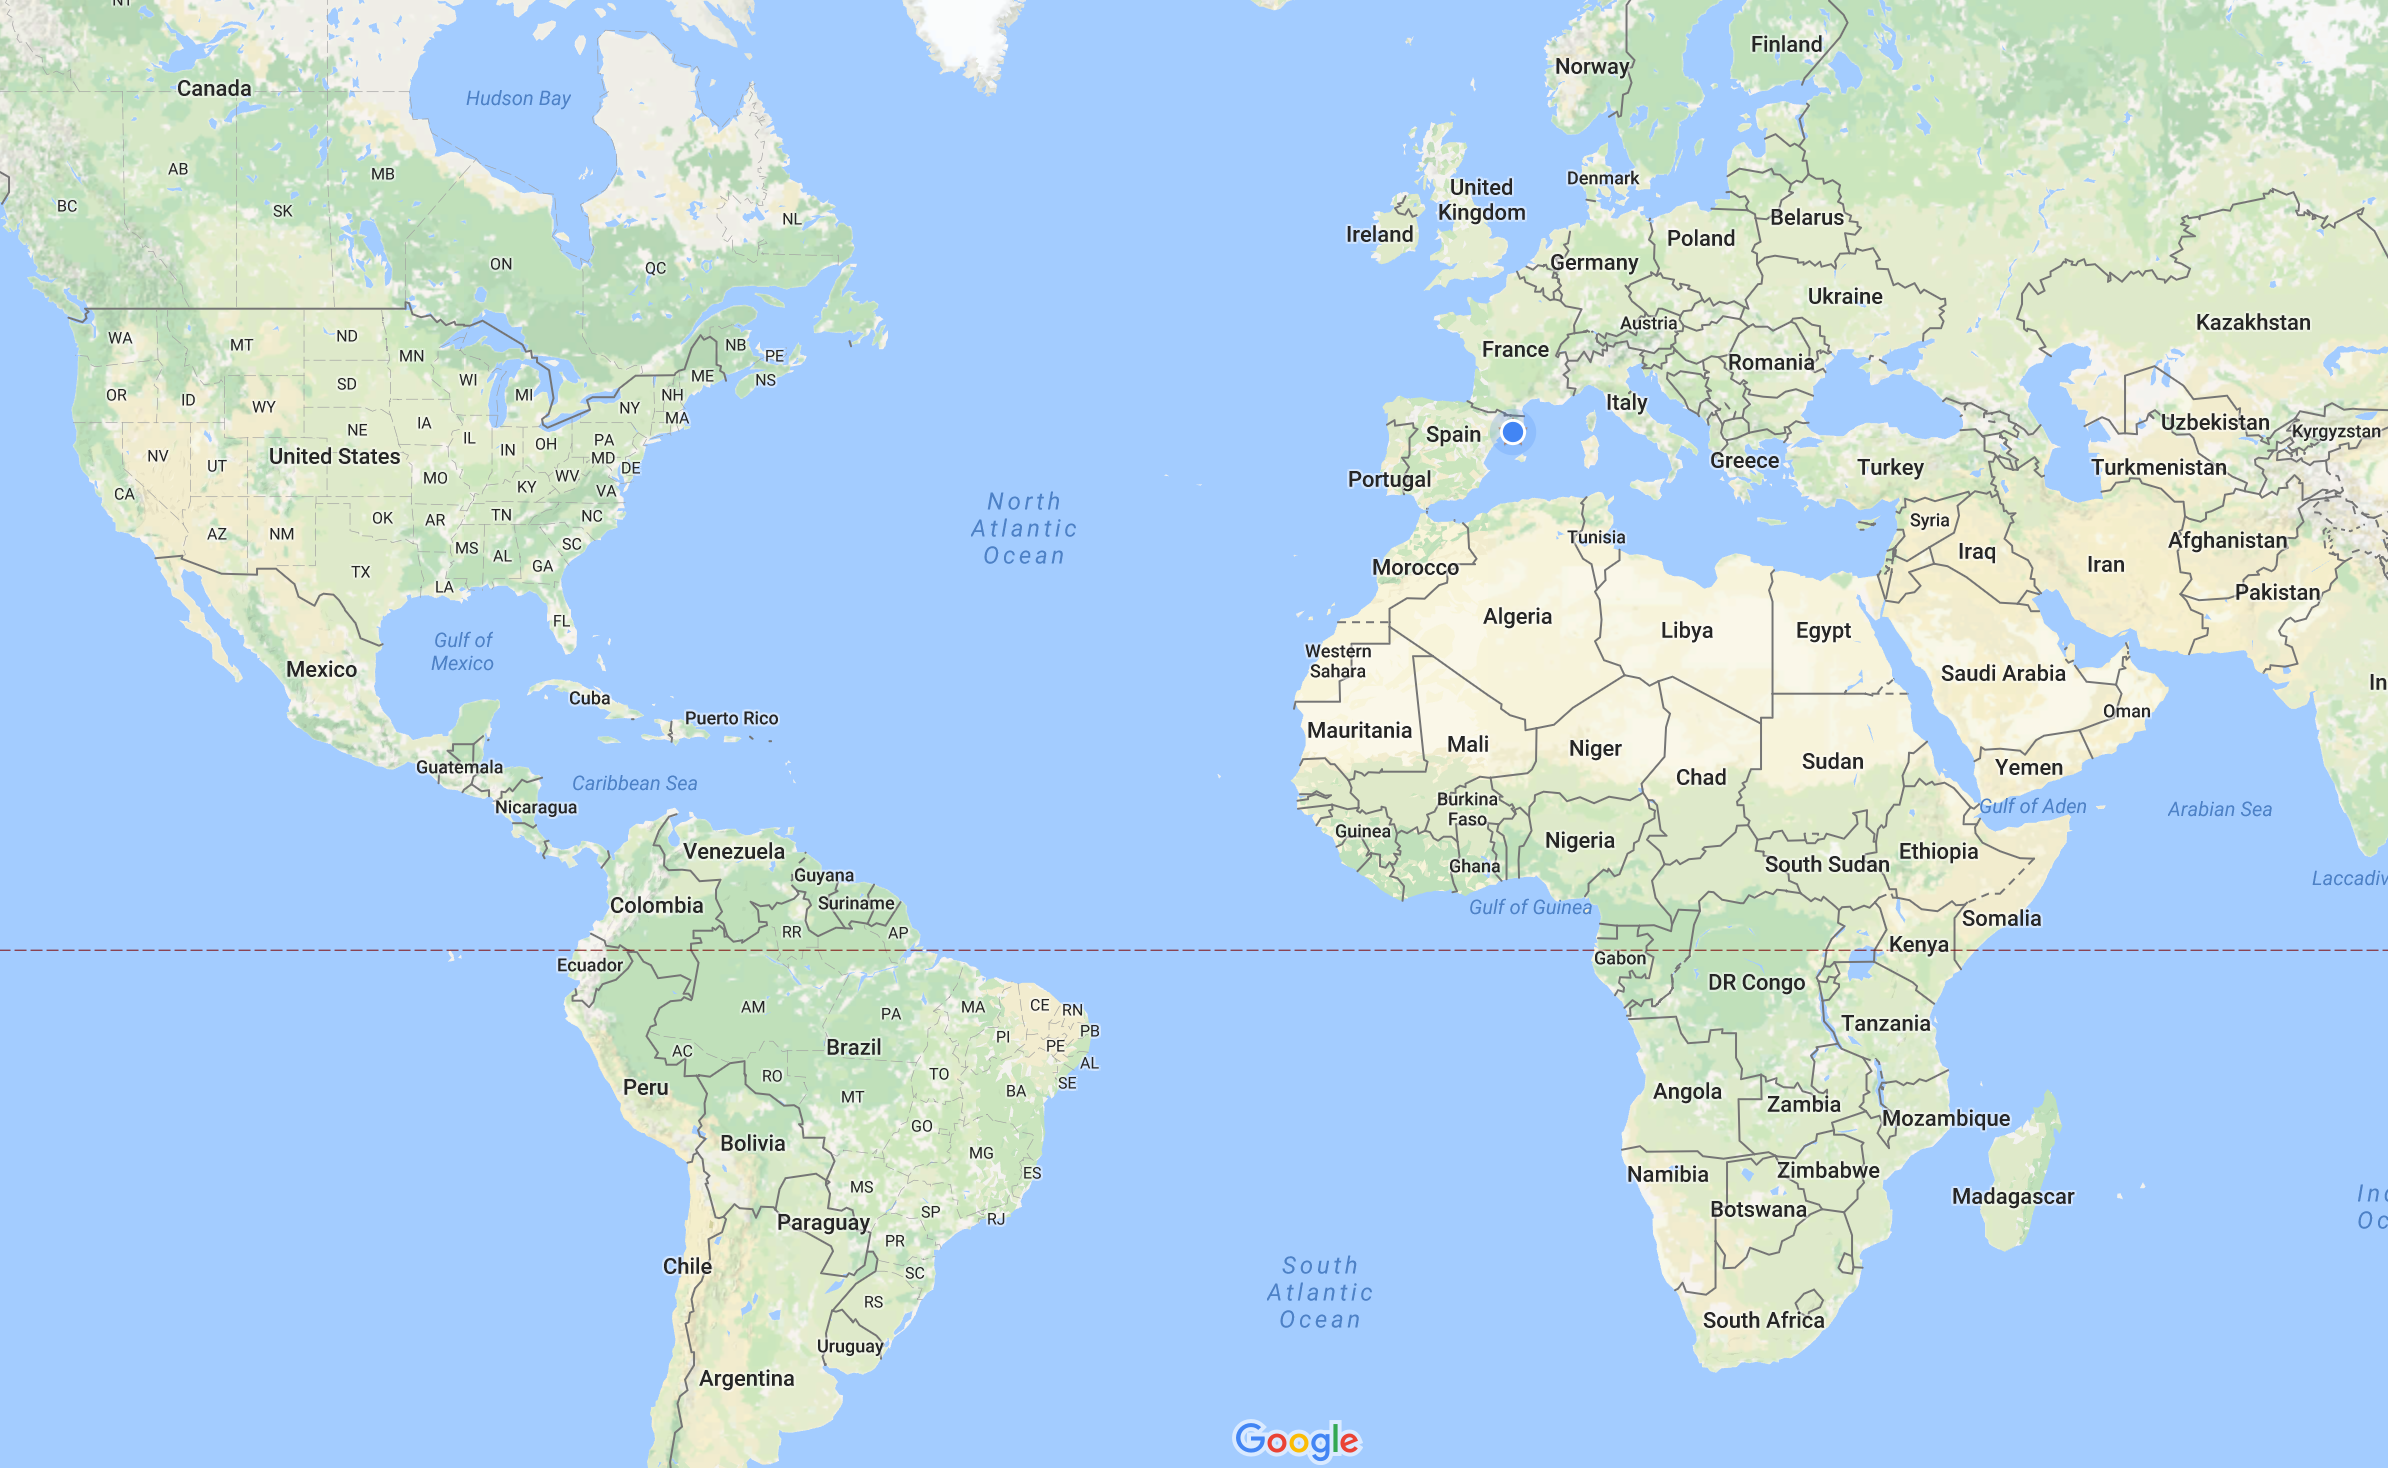 NT
Finland
Norway
Canada
Hudson Bay
AB
MB
Denmark
United
Kingdom
BC
SK
NL
Belarus
Ireland
Poland
ON
QC
Germany
Ukraine
Austria
Kazakhstan
WA
MT
ND
MN
NB
PE
France
Romania
OR
ID
WY
SD
WI
MI
ME
NS
NH
NY
MA
Italy
NE
IA
IL
IN
OH
PA
MD
DE
Spain
Uzbekistan
Kyrgyzstan
NV
UT
United States
Greece
Turkey
Turkmenistan
MO
KY
WV
VA
Portugal
CA
AZ
NM
OK
AR
TN
NC
North
Atlantic
Ocean
Syria
Tunisia
Iraq
Afghanistan
MS
AL
SC
GA
Morocco
Iran
TX
LA
Pakistan
FL
Algeria
Libya
Egypt
Gulf of
Mexico
Western
Sahara
Mexico
Saudi Arabia
In
Cuba
Puerto Rico
Oman
Mauritania
Mali
Niger
Sudan
Guatemala
Caribbean Sea
Chad
Yemen
Nicaragua
Burkina
Faso
Gulf of Aden
Arabian Sea
Guinea
Nigeria
Venezuela
Ghana
South Sudan
Ethiopia
Guyana
Laccadiv
Colombia
Suriname
Gulf of Guinea
Somalia
RR
AP
Kenya
Ecuador
Gabon
DR Congo
AM
PA
MA
CE
RN
Tanzania
PI
PB
PE
Brazil
AC
AL
RO
TO
SE
Peru
MT
BA
Angola
Zambia
Mozambique
GO
Bolivia
MG
ES
Namibia
Zimbabwe
MS
Madagascar
Inc
Oc
SP
RJ
Botswana
Paraguay
PR
Chile
SC
South
Atlantic
Ocean
RS
South Africa
Uruguay
Argentina
Google